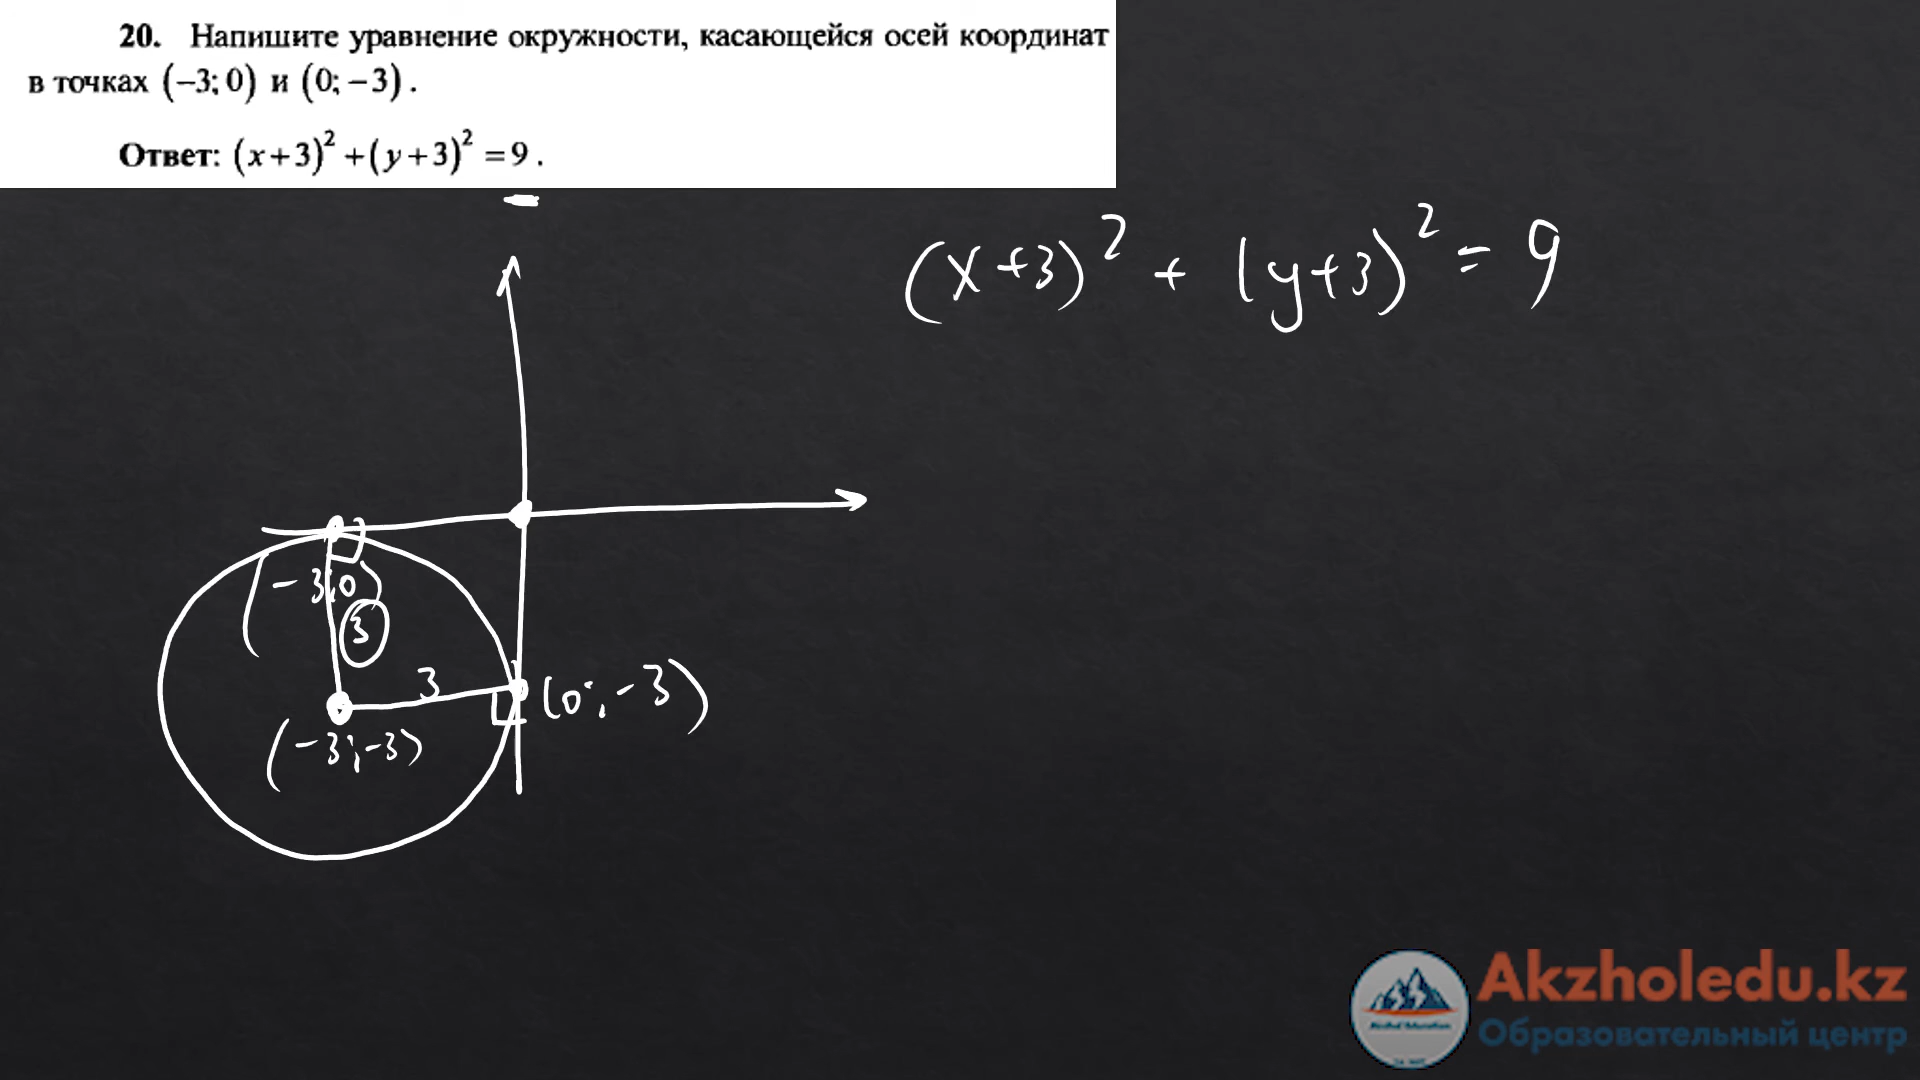 20. Напишите уравнение окружности, касающейся осей координат
в точках (−3; 0) и (0; −3) .
Ответ: (x+3)² +(y+3)² =9 .
(x+3)² + (y+3)² = 9
(-3;0)
3
3
(0; -3)
(-3;-3)
Akzholedu.kz
Образовательный центр